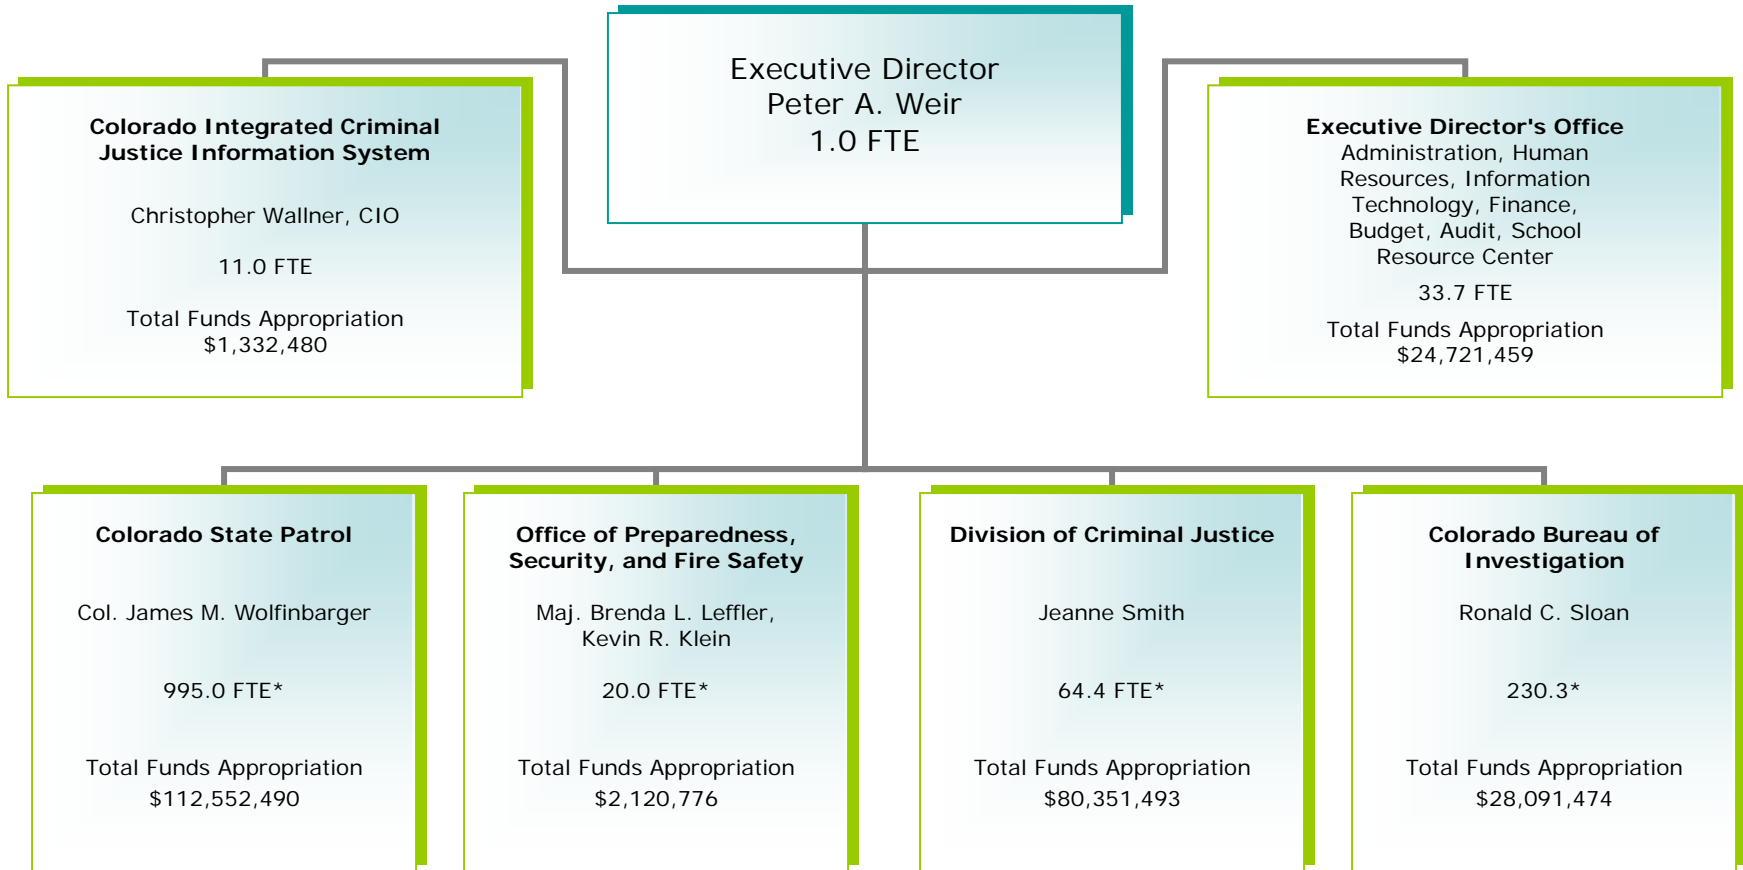 Executive Director
Peter A. Weir
1.0 FTE
Colorado Integrated Criminal
Justice Information System
Christopher Wallner, CIO
11.0 FTE
Total Funds Appropriation
$1,332,480
Executive Director's Office
Administration, Human
Resources, Information
Technology, Finance,
Budget, Audit, School
Resource Center
33.7 FTE
Total Funds Appropriation
$24,721,459
Colorado State Patrol
Col. James M. Wolfinbarger
995.0 FTE*
Total Funds Appropriation
$112,552,490
Office of Preparedness,
Security, and Fire Safety
Maj. Brenda L. Leffler,
Kevin R. Klein
20.0 FTE*
Total Funds Appropriation
$2,120,776
Division of Criminal Justice
Jeanne Smith
64.4 FTE*
Total Funds Appropriation
$80,351,493
Colorado Bureau of
Investigation
Ronald C. Sloan
230.3*
Total Funds Appropriation
$28,091,474